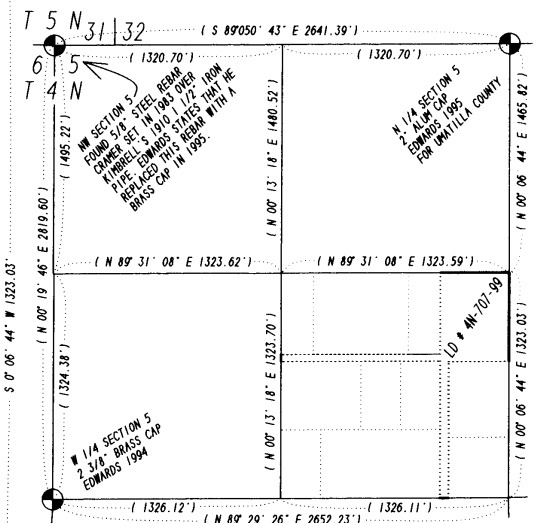 T 5 N 31 32
6 5
T 4 N
( S 89°050' 43" E 2641.39' )
( 1320.70' )
( 1320.70' )
NW SECTION 5
FOUND 5/8" STEEL REBAR
CRAMER SET IN 1983 OVER
KIMBRELL'S 1910 1 1/2" IRON
PIPE. EDWARDS STATES THAT HE
REPLACED THIS REBAR WITH A
BRASS CAP IN 1995.
( 1495.22' )
( N 00° 13' 18" E 1480.52' )
N 1/4 SECTION 5
2" ALUM CAP
EDWARDS 1995
FOR UMATILLA COUNTY
( N 00° 06' 44" E 1465.82' )
S 0° 06' 44" W 1323.03'
( N 00° 19' 46" E 2819.60' )
( N 89° 31' 08" E 1323.62' )
( N 89° 31' 08" E 1323.59' )
( 1324.38' )
( N 00° 13' 18" E 1323.70' )
LD # 4N-707-99
( N 00° 06' 44" E 1323.03' )
W 1/4 SECTION 5
2 3/8" BRASS CAP
EDWARDS 1994
( 1326.12' )
( 1326.11' )
( N 89° 29' 26" E 2652.23' )